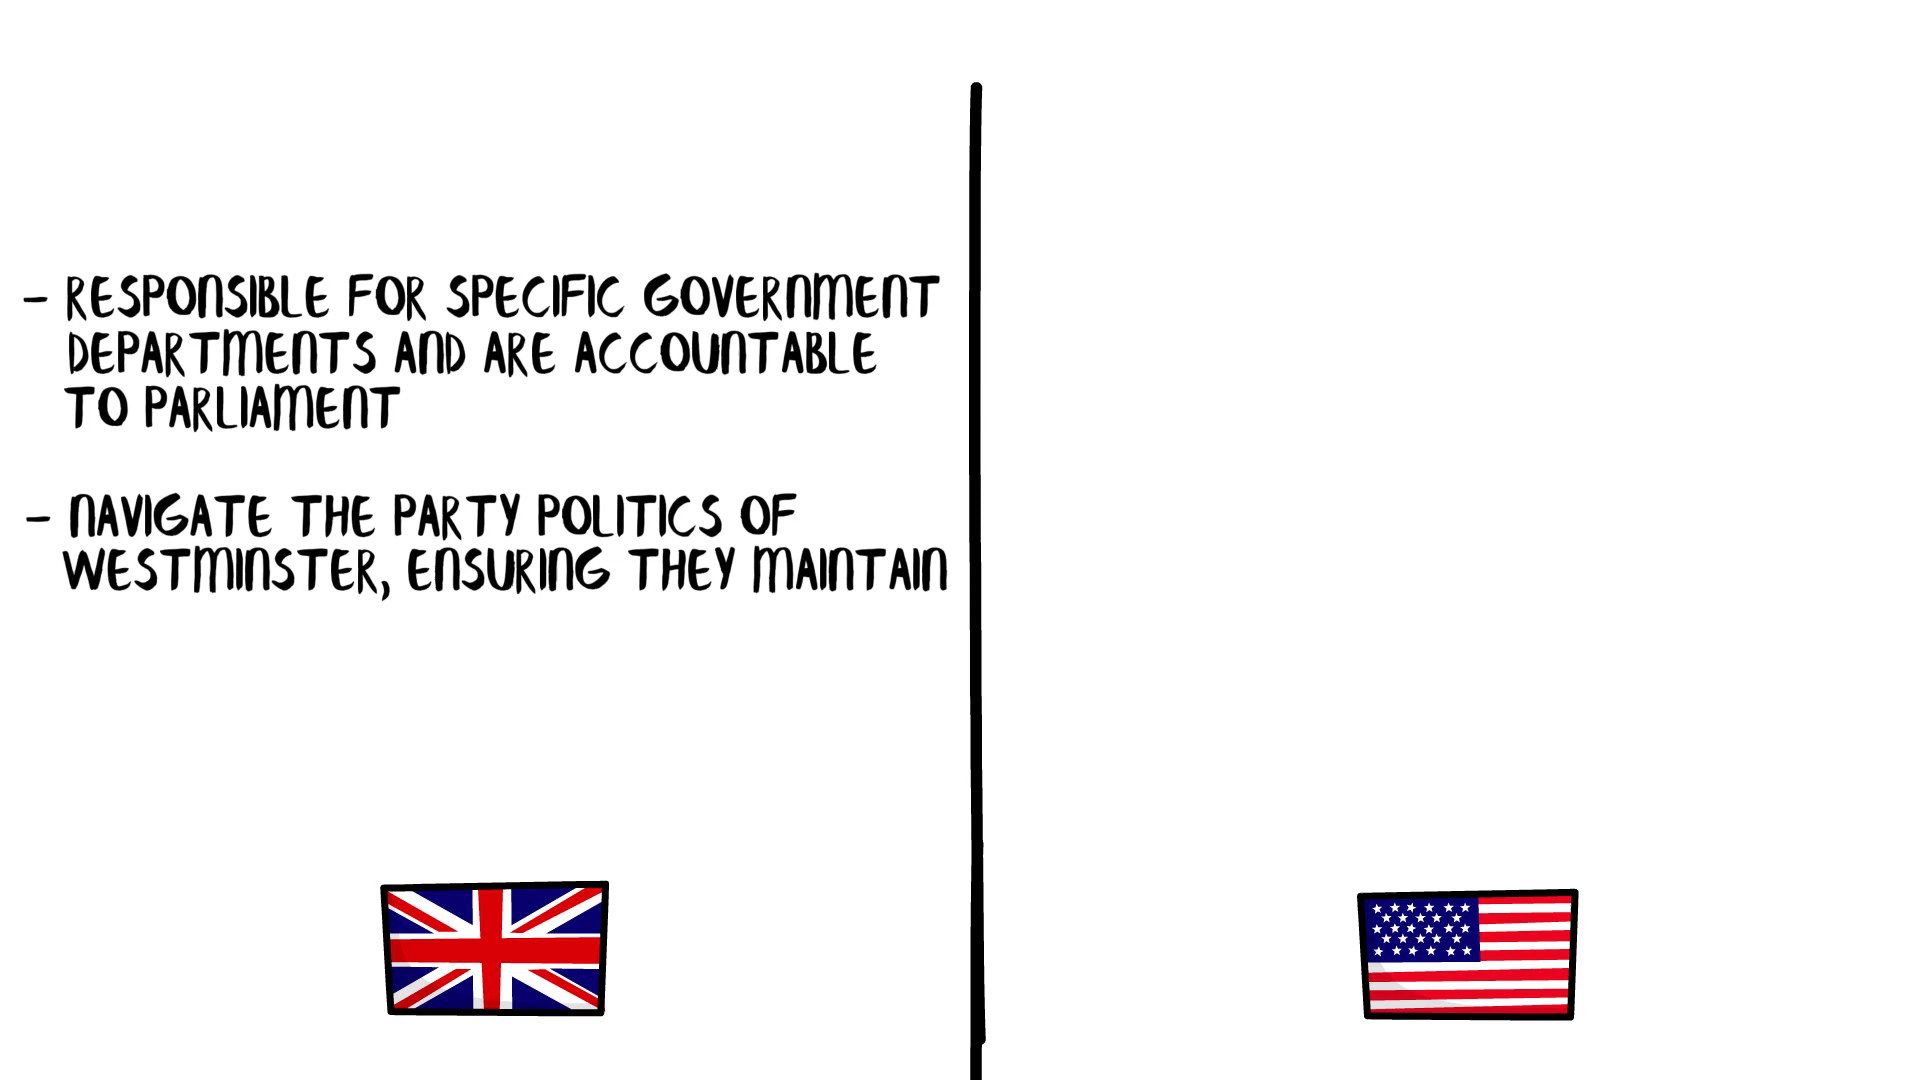 - RESPONSIBLE FOR SPECIFIC GOVERNMENT
DEPARTMENTS AND ARE ACCOUNTABLE
TO PARLIAMENT
- NAVIGATE THE PARTY POLITICS OF
WESTMINSTER, ENSURING THEY MAINTAIN